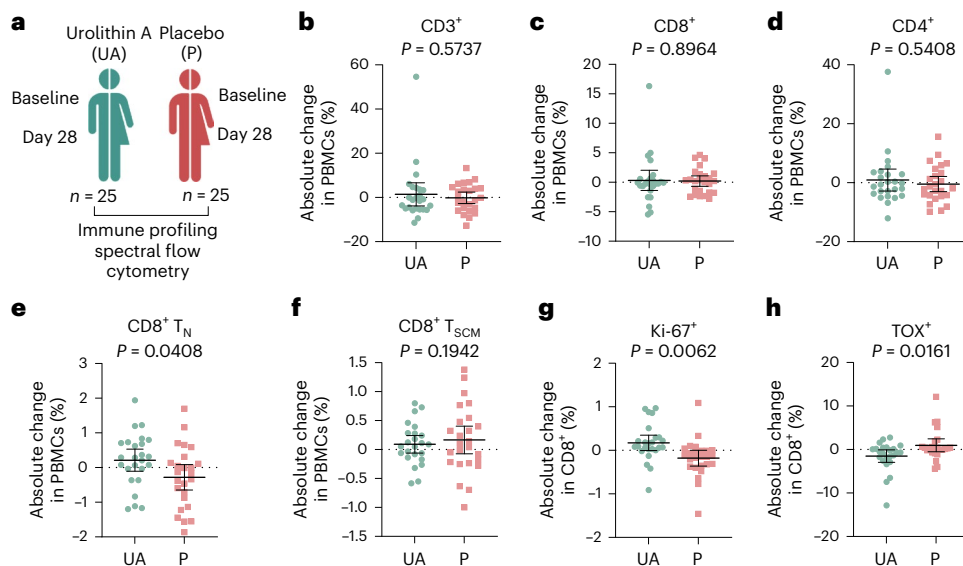 a
Urolithin A Placebo
(UA) (P)
Baseline Baseline
Day 28 Day 28
n = 25 n = 25
Immune profiling
spectral flow
cytometry
b
CD3⁺
P = 0.5737
Absolute change
in PBMCs (%)
60
40
20
0
−20
UA P
c
CD8⁺
P = 0.8964
Absolute change
in PBMCs (%)
20
15
10
5
0
−5
−10
UA P
d
CD4⁺
P = 0.5408
Absolute change
in PBMCs (%)
40
20
0
−20
UA P
e
CD8⁺ T_N
P = 0.0408
Absolute change
in PBMCs (%)
3
2
1
0
−1
−2
UA P
f
CD8⁺ T_SCM
P = 0.1942
Absolute change
in PBMCs (%)
1.5
1.0
0.5
0
−0.5
−1.0
−1.5
UA P
g
Ki-67⁺
P = 0.0062
Absolute change
in CD8⁺ (%)
2
1
0
−1
−2
UA P
h
TOX⁺
P = 0.0161
Absolute change
in CD8⁺ (%)
20
10
0
−10
−20
UA P